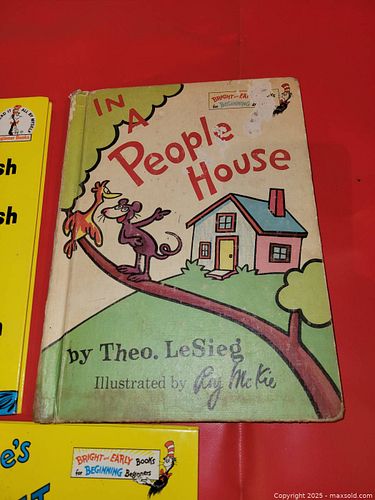 IN
A
People
House
BRIGHT and EARLY
for BEGINNING
by Theo. LeSieg
Illustrated by Roy McKie
Beginner Books
sh
sh
e's
BRIGHT and EARLY BOOKS
for BEGINNING Beginners
Copyright 2025 - maxsold.com